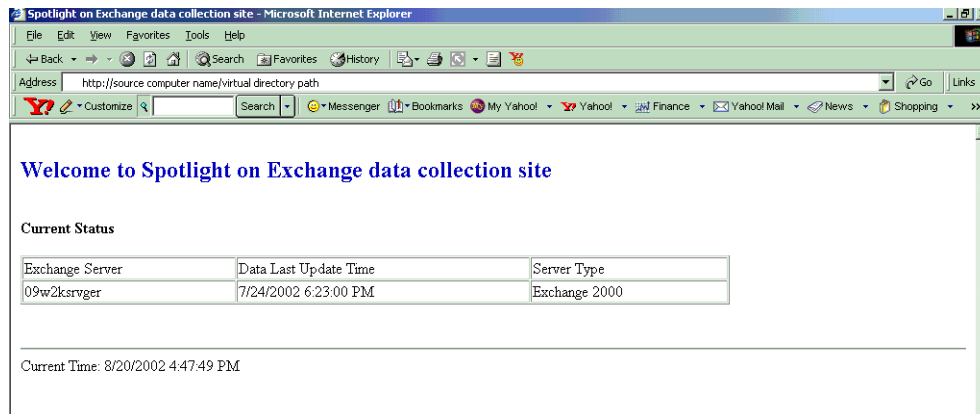 Spotlight on Exchange data collection site - Microsoft Internet Explorer
File Edit View Favorites Tools Help
Back Search Favorites History
Address http://source computer name/virtual directory path Go Links
Y? Customize Search Messenger Bookmarks My Yahoo! Yahoo! Finance Yahoo! Mail News Shopping »
Welcome to Spotlight on Exchange data collection site
Current Status
Exchange Server Data Last Update Time Server Type
09w2ksrvger 7/24/2002 6:23:00 PM Exchange 2000
Current Time: 8/20/2002 4:47:49 PM